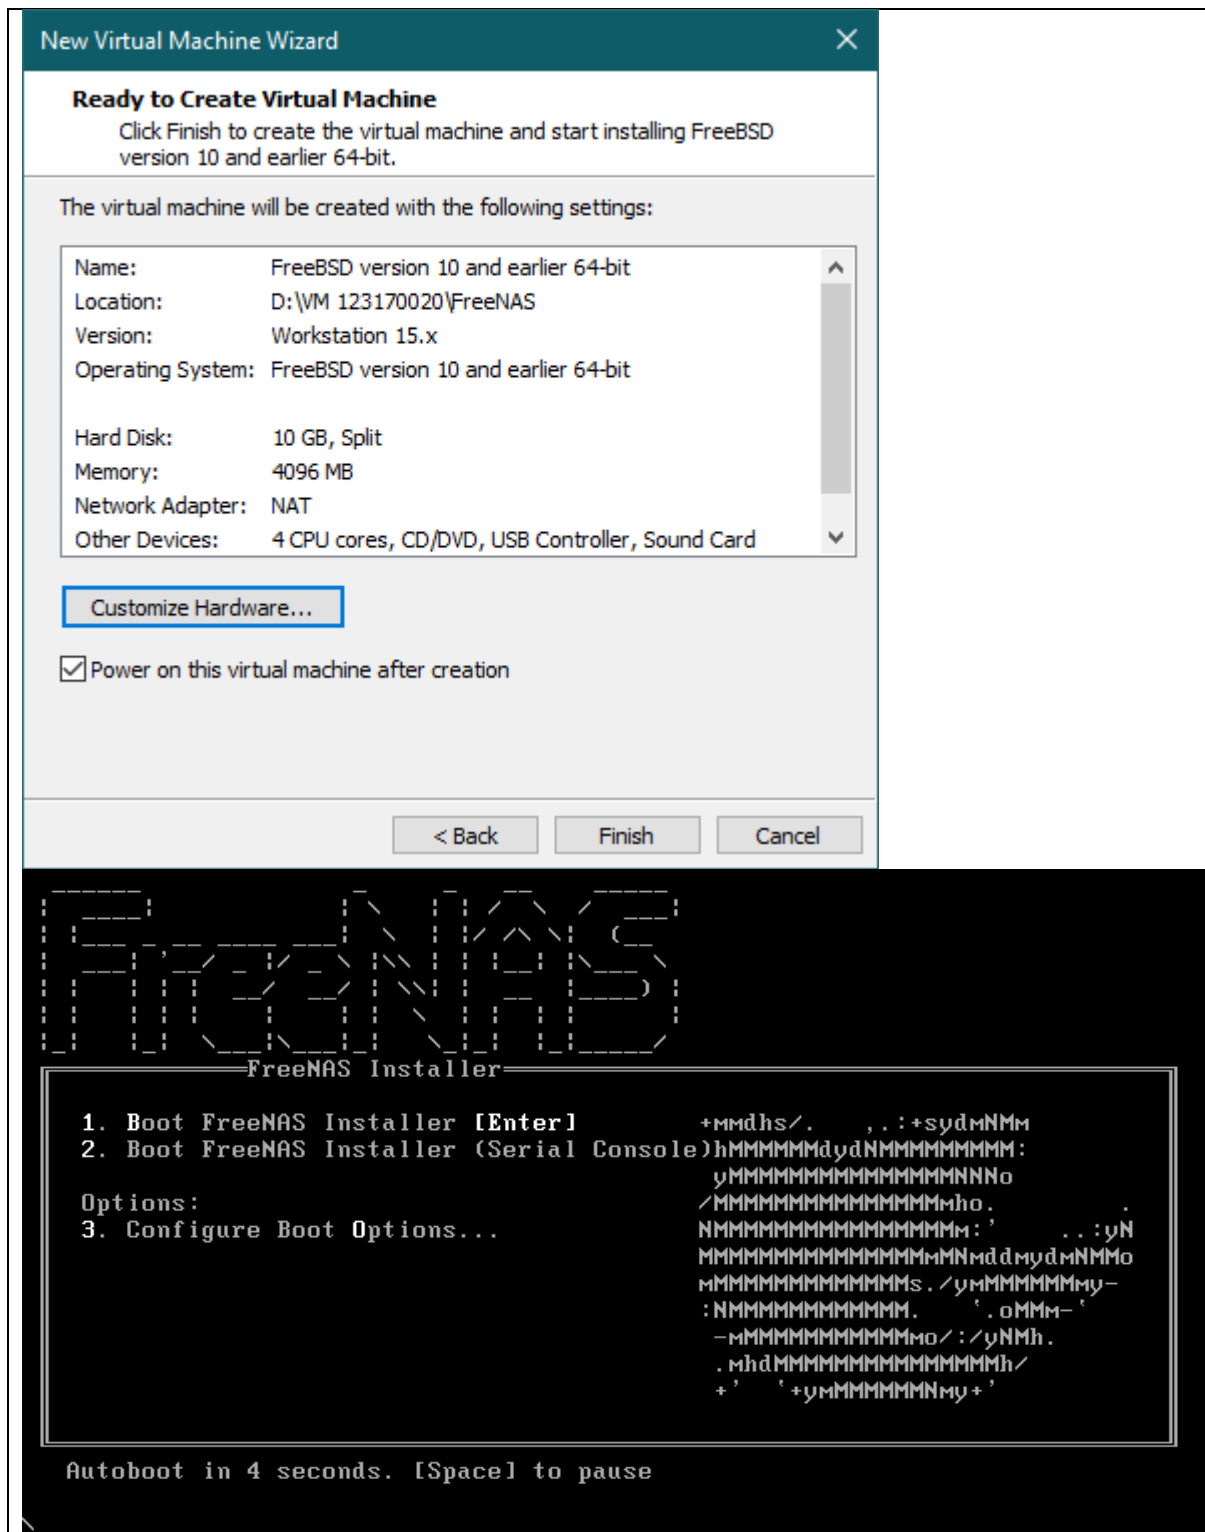 New Virtual Machine Wizard
Ready to Create Virtual Machine
Click Finish to create the virtual machine and start installing FreeBSD
version 10 and earlier 64-bit.
The virtual machine will be created with the following settings:
Name: FreeBSD version 10 and earlier 64-bit
Location: D:\VM 123170020\FreeNAS
Version: Workstation 15.x
Operating System: FreeBSD version 10 and earlier 64-bit
Hard Disk: 10 GB, Split
Memory: 4096 MB
Network Adapter: NAT
Other Devices: 4 CPU cores, CD/DVD, USB Controller, Sound Card
Customize Hardware...
Power on this virtual machine after creation
< Back Finish Cancel
FreeNAS
FreeNAS Installer
1. Boot FreeNAS Installer [Enter]
2. Boot FreeNAS Installer (Serial Console)
Options:
3. Configure Boot Options...
Autoboot in 4 seconds. [Space] to pause